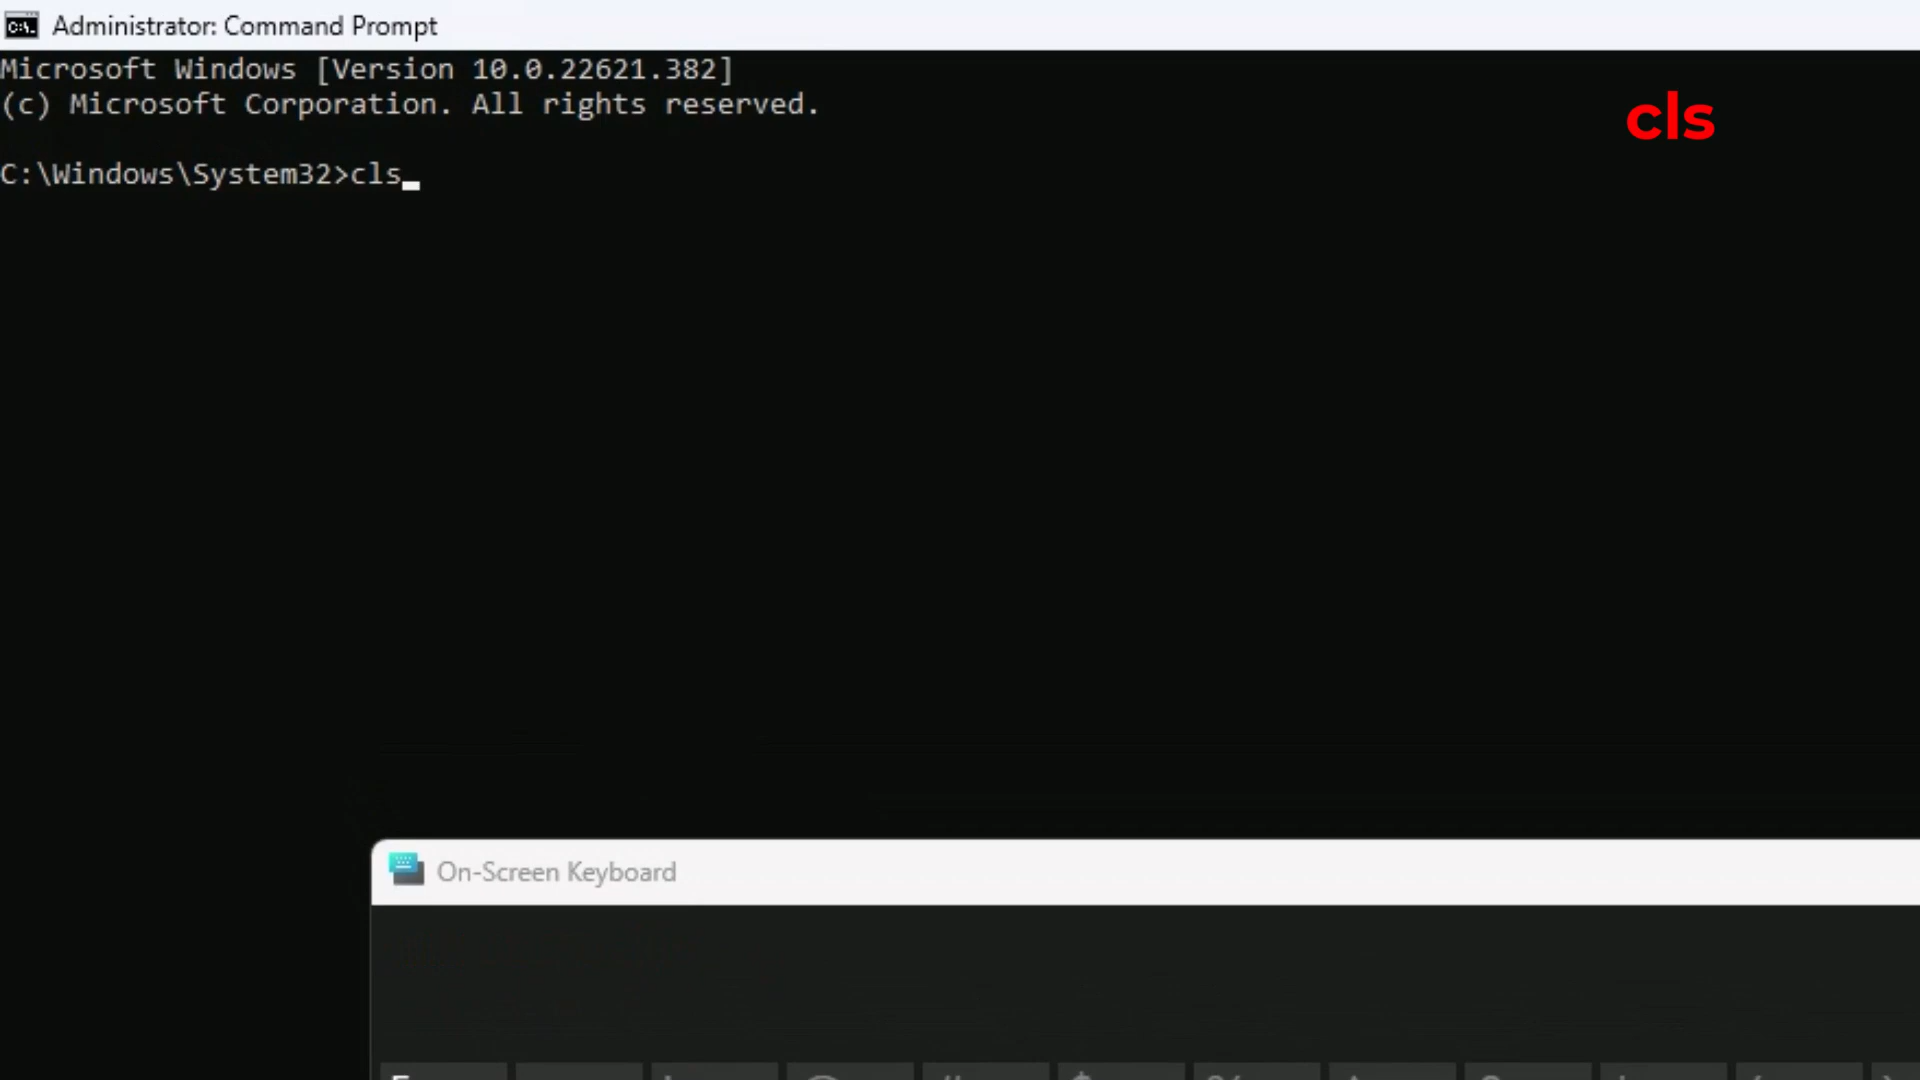 Administrator: Command Prompt
Microsoft Windows [Version 10.0.22621.382]
(c) Microsoft Corporation. All rights reserved.
cls
C:\Windows\System32>cls
On-Screen Keyboard